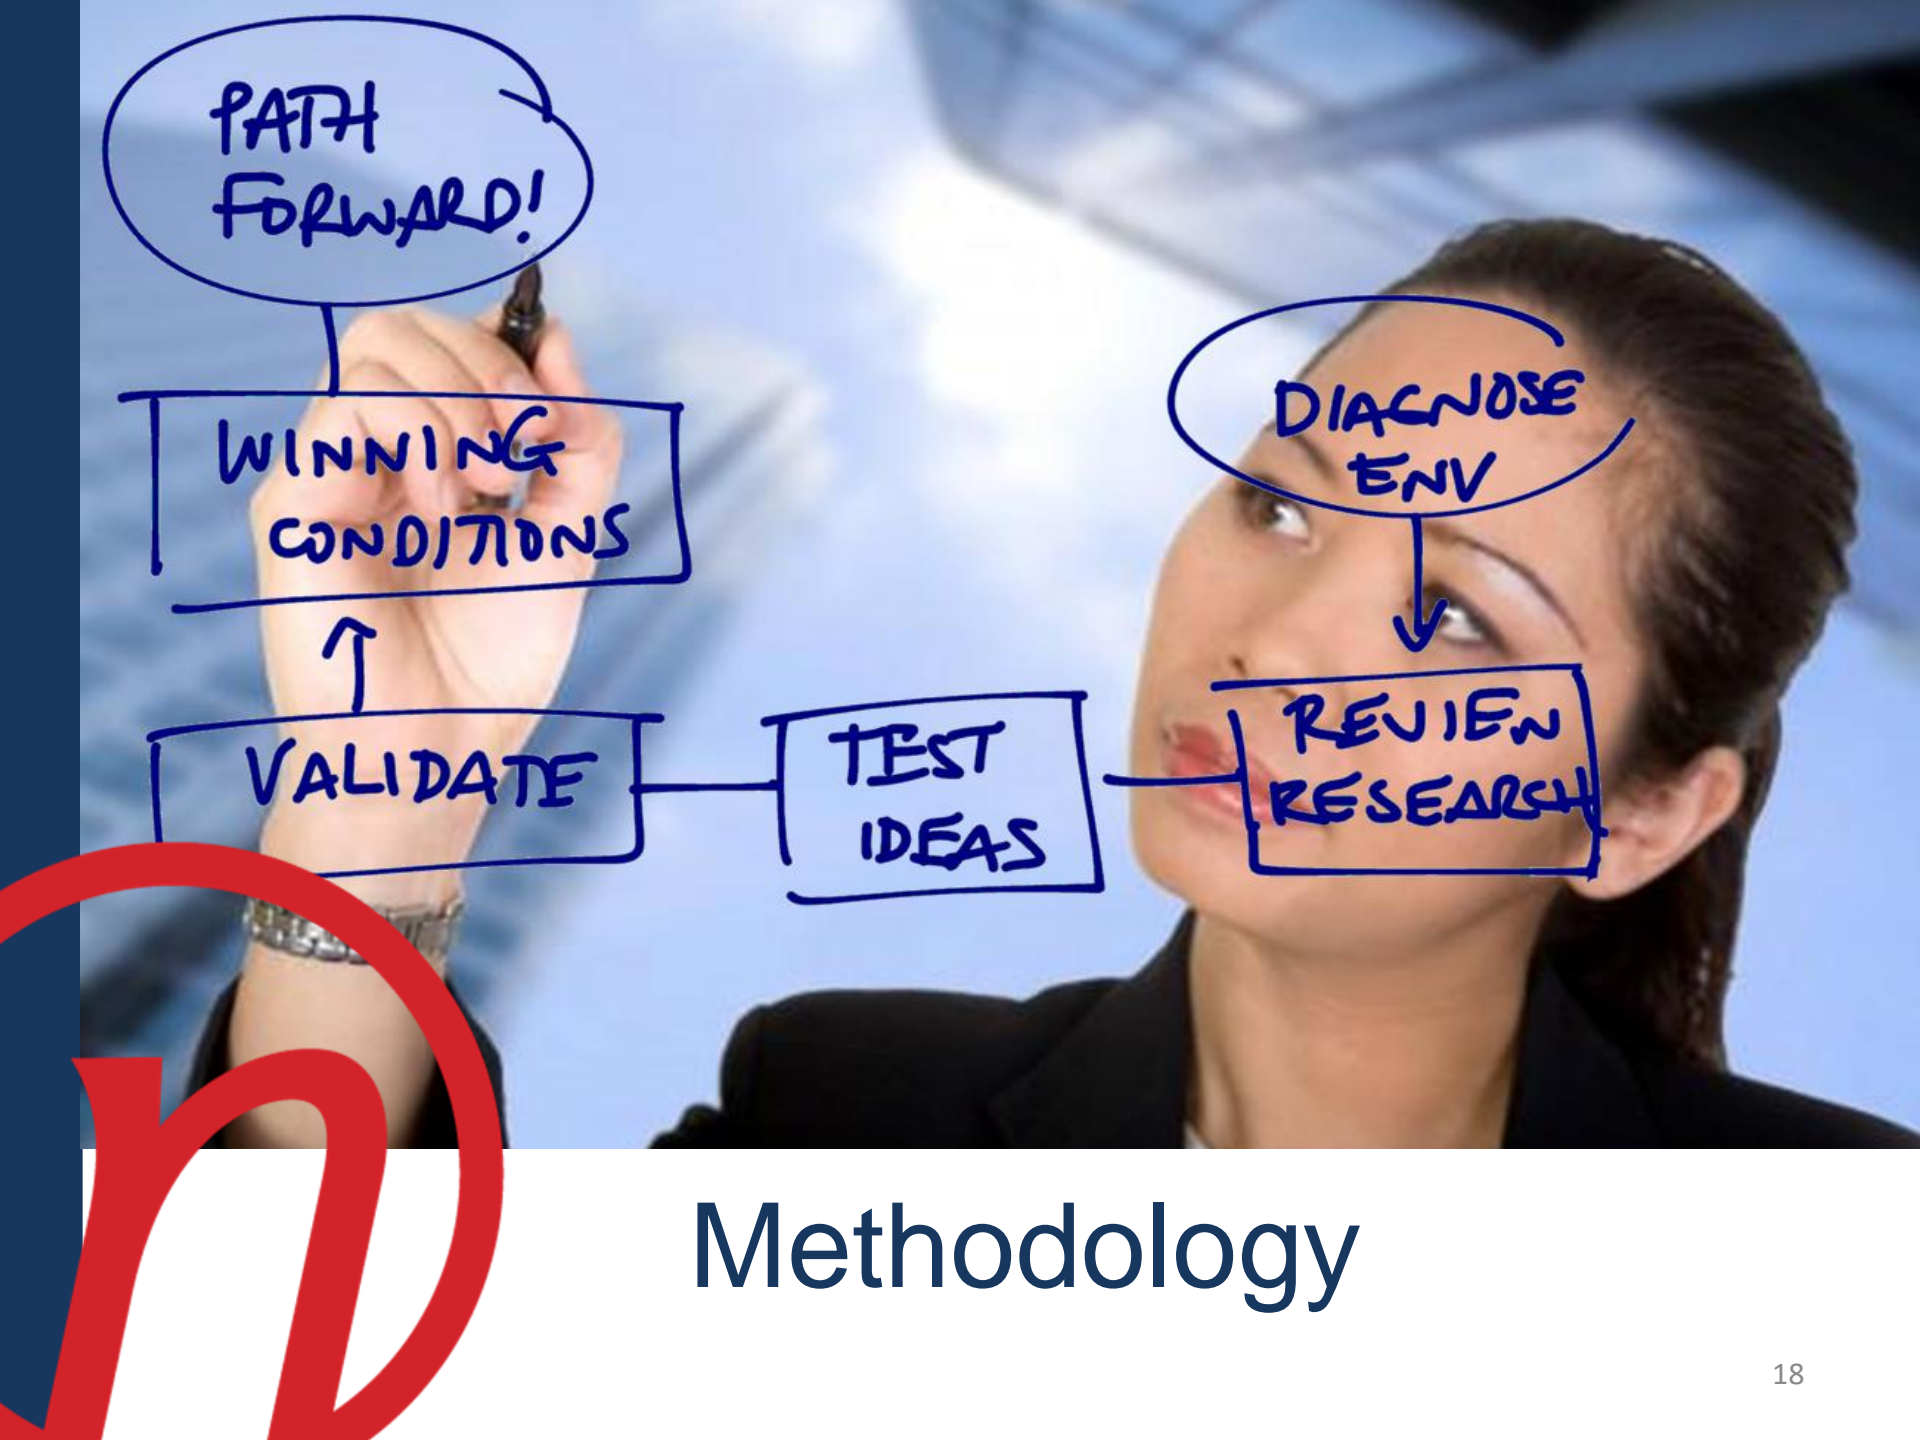 PATH
FORWARD!
WINNING
CONDITIONS
VALIDATE
TEST
IDEAS
DIAGNOSE
ENV
REVIEW
RESEARCH
n
Methodology
18